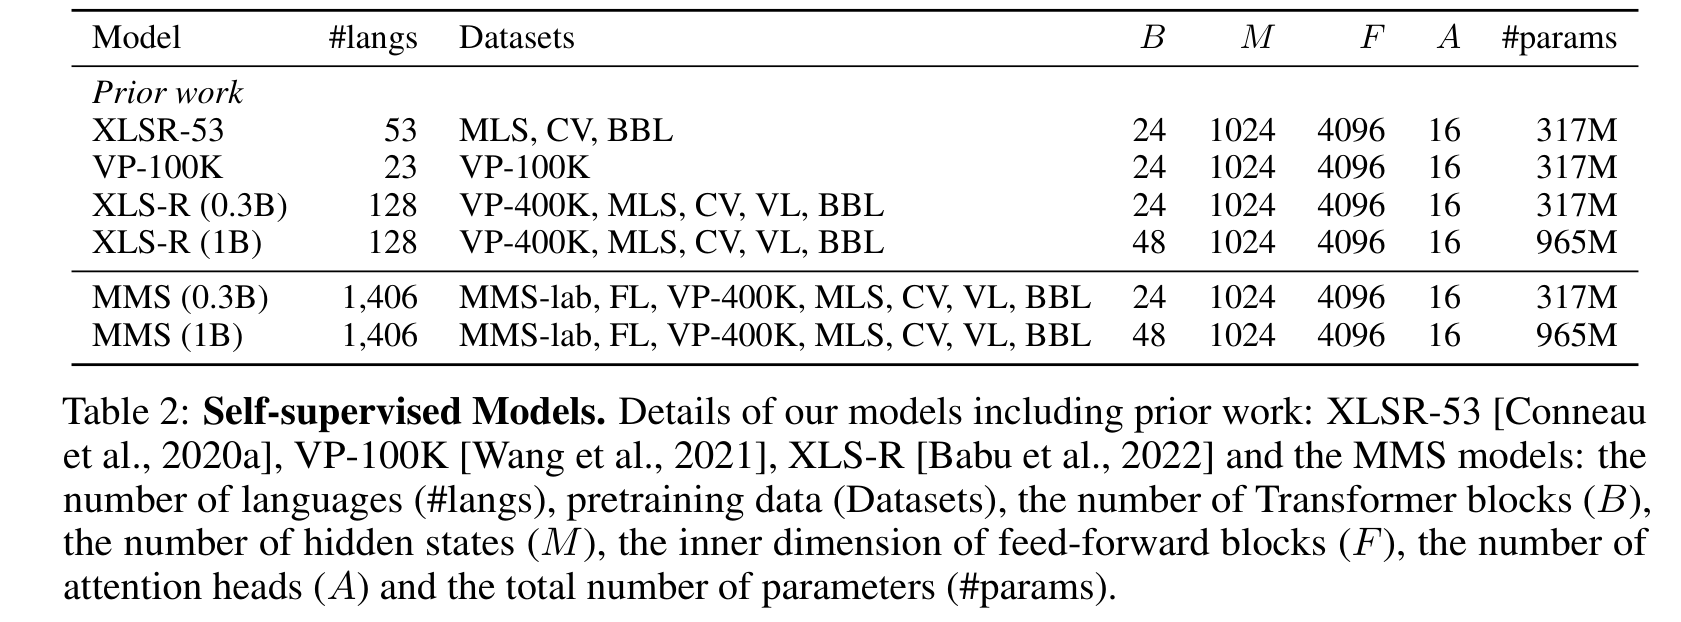 Model #langs Datasets B M F A #params
Prior work
XLSR-53 53 MLS, CV, BBL 24 1024 4096 16 317M
VP-100K 23 VP-100K 24 1024 4096 16 317M
XLS-R (0.3B) 128 VP-400K, MLS, CV, VL, BBL 24 1024 4096 16 317M
XLS-R (1B) 128 VP-400K, MLS, CV, VL, BBL 48 1024 4096 16 965M
MMS (0.3B) 1,406 MMS-lab, FL, VP-400K, MLS, CV, VL, BBL 24 1024 4096 16 317M
MMS (1B) 1,406 MMS-lab, FL, VP-400K, MLS, CV, VL, BBL 48 1024 4096 16 965M
Table 2: Self-supervised Models. Details of our models including prior work: XLSR-53 [Conneau
et al., 2020a], VP-100K [Wang et al., 2021], XLS-R [Babu et al., 2022] and the MMS models: the
number of languages (#langs), pretraining data (Datasets), the number of Transformer blocks (B),
the number of hidden states (M), the inner dimension of feed-forward blocks (F), the number of
attention heads (A) and the total number of parameters (#params).